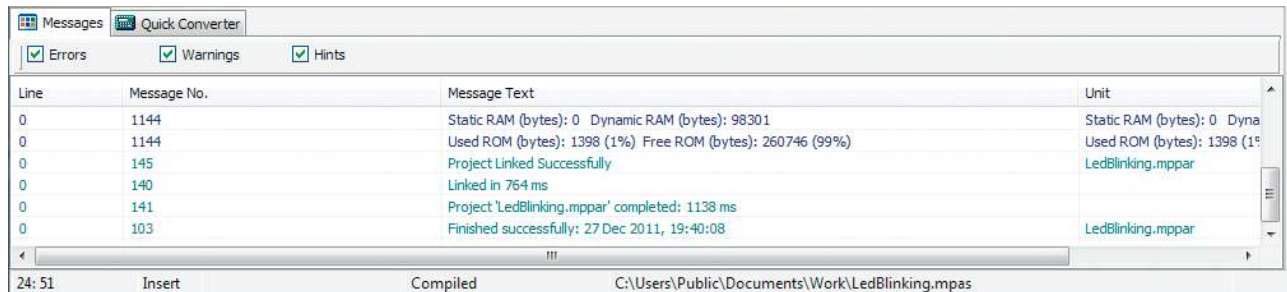 Messages Quick Converter
Errors Warnings Hints
Line Message No. Message Text Unit
0 1144 Static RAM (bytes): 0 Dynamic RAM (bytes): 98301 Static RAM (bytes): 0 Dyna
0 1144 Used ROM (bytes): 1398 (1%) Free ROM (bytes): 260746 (99%) Used ROM (bytes): 1398 (1%
0 145 Project Linked Successfully LedBlinking.mppar
0 140 Linked in 764 ms
0 141 Project 'LedBlinking.mppar' completed: 1138 ms
0 103 Finished successfully: 27 Dec 2011, 19:40:08 LedBlinking.mppar
24: 51 Insert Compiled C:\Users\Public\Documents\Work\LedBlinking.mpas